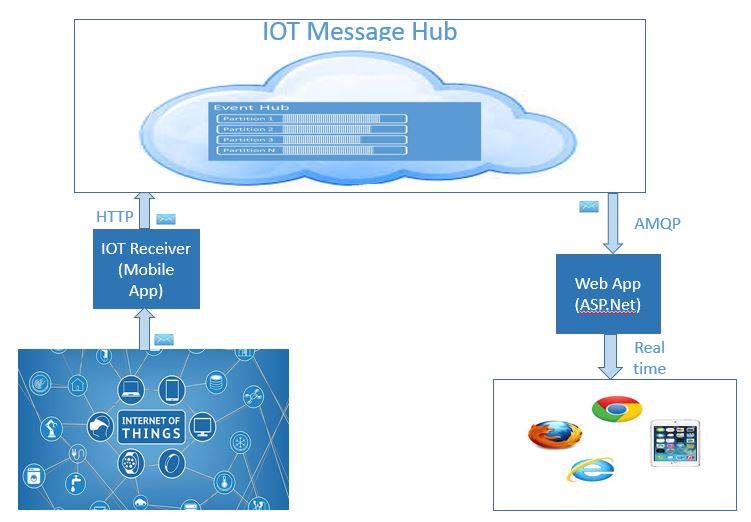 IOT Message Hub
Event Hub
Partition 1
Partition 2
Partition 3
Partition N
HTTP
AMQP
IOT Receiver
(Mobile
App)
Web App
(ASP.Net)
Real
time
INTERNET OF
THINGS